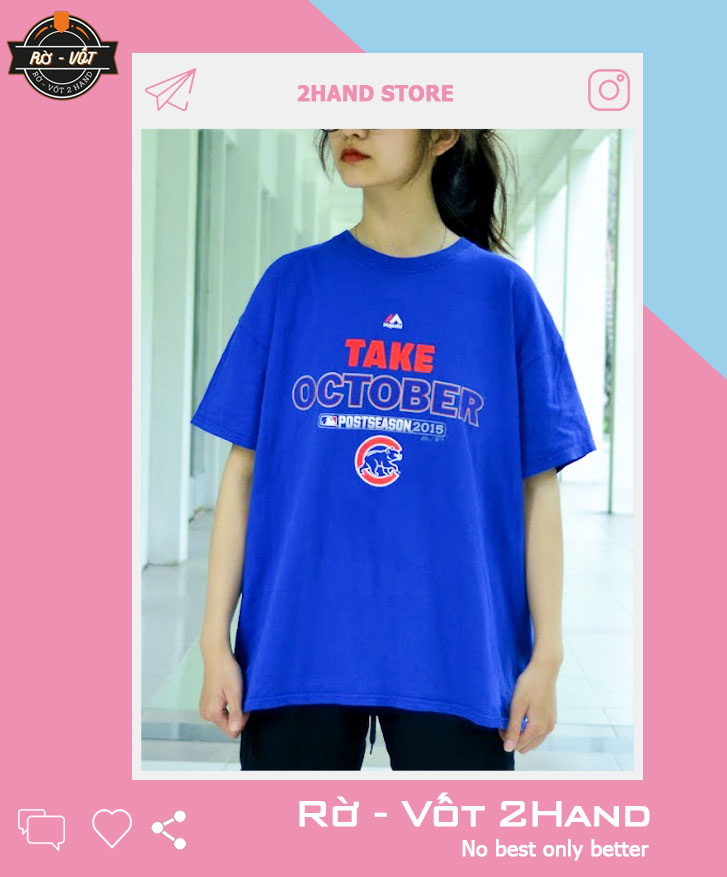 RỜ - VỐT
RỜ - VỐT 2 HAND
2HAND STORE
Majestic
TAKE
OCTOBER
POSTSEASON 2015
Rờ - Vốt 2Hand
No best only better